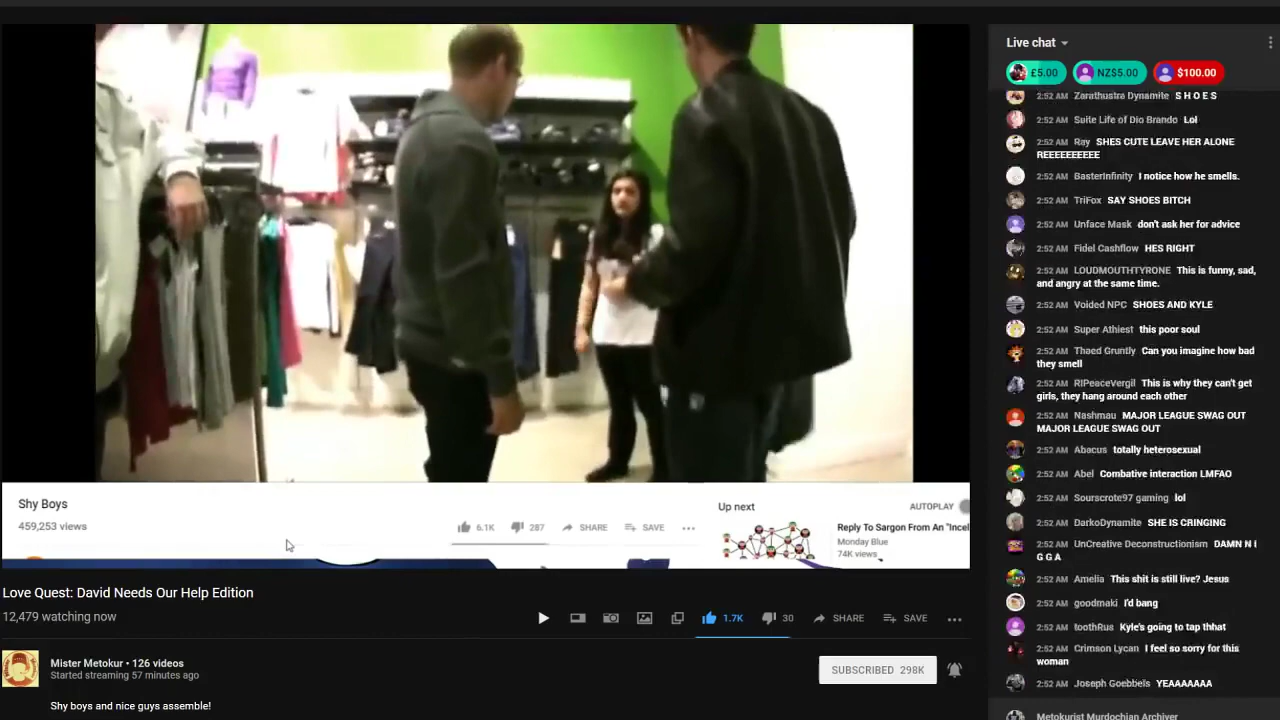 Shy Boys
459,253 views
6.1K
287
SHARE
SAVE
Up next
AUTOPLAY
Reply To Sargon From An "Incel
Monday Blue
74K views
Love Quest: David Needs Our Help Edition
12,479 watching now
1.7K
30
SHARE
SAVE
Mister Metokur • 126 videos
Started streaming 57 minutes ago
SUBSCRIBED 298K
Shy boys and nice guys assemble!
Live chat
£5.00
NZ$5.00
$100.00
2:52 AM Zarathustra Dynamite S H O E S
2:52 AM Suite Life of Dio Brando Lol
2:52 AM Ray SHES CUTE LEAVE HER ALONE
REEEEEEEEEE
2:52 AM BasterInfinity I notice how he smells.
2:52 AM TriFox SAY SHOES BITCH
2:52 AM Unface Mask don't ask her for advice
2:52 AM Fidel Cashflow HES RIGHT
2:52 AM LOUDMOUTHTYRONE This is funny, sad,
and angry at the same time.
2:52 AM Voided NPC SHOES AND KYLE
2:52 AM Super Athiest this poor soul
2:52 AM Thaed Gruntly Can you imagine how bad
they smell
2:52 AM RIPeaceVergil This is why they can't get
girls, they hang around each other
2:52 AM Nashmau MAJOR LEAGUE SWAG OUT
MAJOR LEAGUE SWAG OUT
2:52 AM Abacus totally heterosexual
2:52 AM Abel Combative interaction LMFAO
2:52 AM Sourscrote97 gaming lol
2:52 AM DarkoDynamite SHE IS CRINGING
2:52 AM UnCreative Deconstructionism DAMN N I
G G A
2:52 AM Amelia This shit is still live? Jesus
2:52 AM goodmaki I'd bang
2:52 AM toothRus Kyle's going to tap thhat
2:52 AM Crimson Lycan I feel so sorry for this
woman
2:52 AM Joseph Goebbels YEAAAAAAA
Metokurist Murdochian Archiver